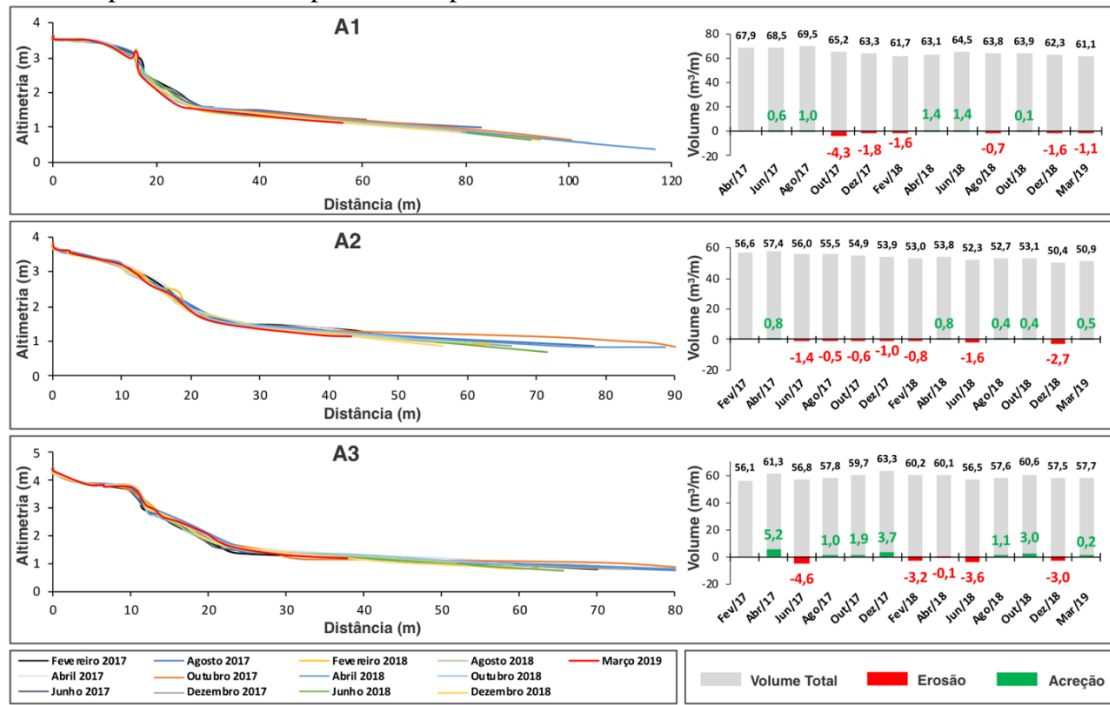 A1
Altimetria (m)
4
3
2
1
0
0 20 40 60 80 100 120
Distância (m)
Volume (m³/m)
80
60
40
20
0
-20
67,9 68,5 69,5 65,2 63,3 61,7 63,1 64,5 63,8 63,9 62,3 61,1
0,6 1,0 1,4 1,4 0,1
-4,3 -1,8 -1,6 -0,7 -1,6 -1,1
Abr/17 Jun/17 Ago/17 Out/17 Dez/17 Fev/18 Abr/18 Jun/18 Ago/18 Out/18 Dez/18 Mar/19
A2
Altimetria (m)
4
3
2
1
0
0 10 20 30 40 50 60 70 80 90
Distância (m)
Volume (m³/m)
60
40
20
0
-20
56,6 57,4 56,0 55,5 54,9 53,9 53,0 53,8 52,3 52,7 53,1 50,4 50,9
0,8 0,8 0,4 0,4 0,5
-1,4 -0,5 -0,6 -1,0 -0,8 -1,6 -2,7
Fev/17 Abr/17 Jun/17 Ago/17 Out/17 Dez/17 Fev/18 Abr/18 Jun/18 Ago/18 Out/18 Dez/18 Mar/19
A3
Altimetria (m)
5
4
3
2
1
0
0 10 20 30 40 50 60 70 80
Distância (m)
Volume (m³/m)
80
60
40
20
0
-20
56,1 61,3 56,8 57,8 59,7 63,3 60,2 60,1 56,5 57,6 60,6 57,5 57,7
5,2 1,0 1,9 3,7 1,1 3,0 0,2
-4,6 -3,2 -0,1 -3,6 -3,0
Fev/17 Abr/17 Jun/17 Ago/17 Out/17 Dez/17 Fev/18 Abr/18 Jun/18 Ago/18 Out/18 Dez/18 Mar/19
Fevereiro 2017 Agosto 2017 Fevereiro 2018 Agosto 2018 Março 2019
Abril 2017 Outubro 2017 Abril 2018 Outubro 2018
Junho 2017 Dezembro 2017 Junho 2018 Dezembro 2018
Volume Total Erosão Acreção